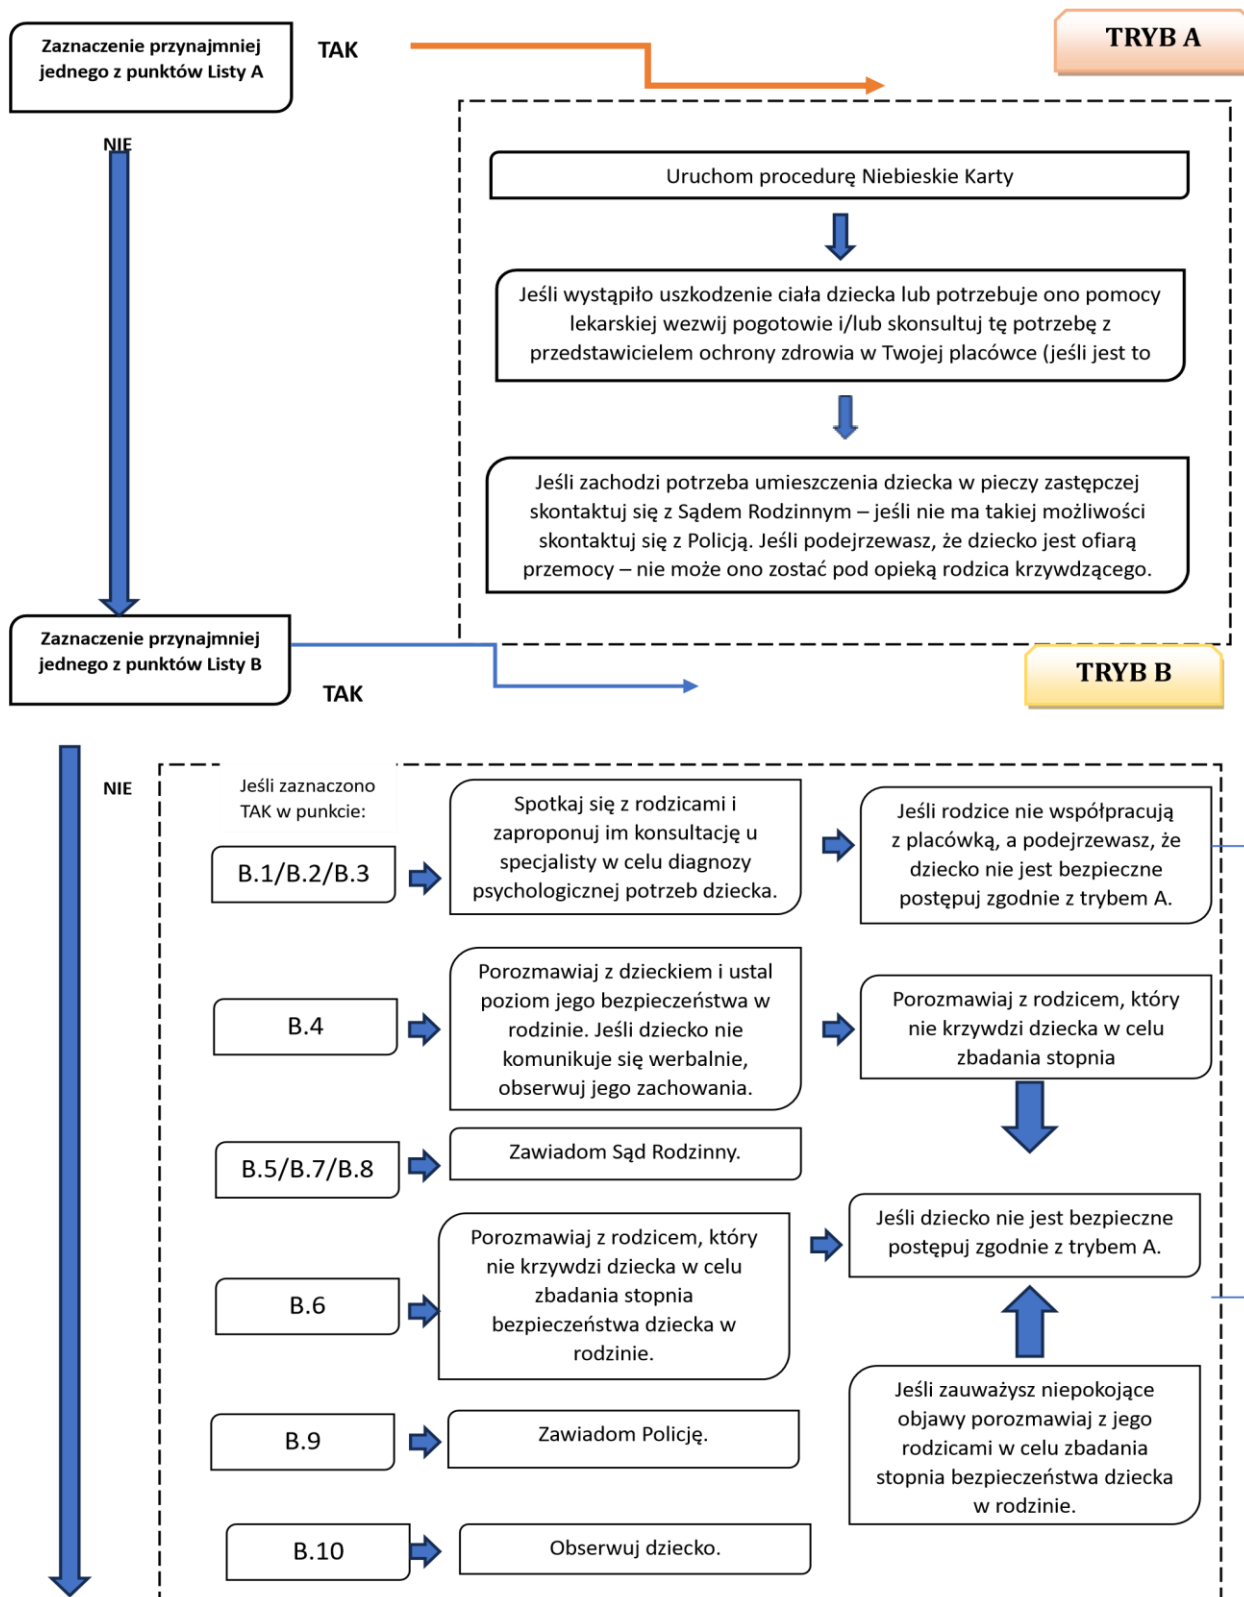 Zaznaczenie przynajmniej
jednego z punktów Listy A
TAK
TRYB A
NIE
Uruchom procedurę Niebieskie Karty
Jeśli wystąpiło uszkodzenie ciała dziecka lub potrzebuje ono pomocy
lekarskiej wezwij pogotowie i/lub skonsultuj tę potrzebę z
przedstawicielem ochrony zdrowia w Twojej placówce (jeśli jest to
Jeśli zachodzi potrzeba umieszczenia dziecka w pieczy zastępczej
skontaktuj się z Sądem Rodzinnym – jeśli nie ma takiej możliwości
skontaktuj się z Policją. Jeśli podejrzewasz, że dziecko jest ofiarą
przemocy – nie może ono zostać pod opieką rodzica krzywdzącego.
Zaznaczenie przynajmniej
jednego z punktów Listy B
TAK
TRYB B
NIE
Jeśli zaznaczono
TAK w punkcie:
B.1/B.2/B.3
Spotkaj się z rodzicami i
zaproponuj im konsultację u
specjalisty w celu diagnozy
psychologicznej potrzeb dziecka.
Jeśli rodzice nie współpracują
z placówką, a podejrzewasz, że
dziecko nie jest bezpieczne
postępuj zgodnie z trybem A.
B.4
Porozmawiaj z dzieckiem i ustal
poziom jego bezpieczeństwa w
rodzinie. Jeśli dziecko nie
komunikuje się werbalnie,
obserwuj jego zachowania.
Porozmawiaj z rodzicem, który
nie krzywdzi dziecka w celu
zbadania stopnia
B.5/B.7/B.8
Zawiadom Sąd Rodzinny.
B.6
Porozmawiaj z rodzicem, który
nie krzywdzi dziecka w celu
zbadania stopnia
bezpieczeństwa dziecka w
rodzinie.
Jeśli dziecko nie jest bezpieczne
postępuj zgodnie z trybem A.
B.9
Zawiadom Policję.
Jeśli zauważysz niepokojące
objawy porozmawiaj z jego
rodzicami w celu zbadania
stopnia bezpieczeństwa dziecka
w rodzinie.
B.10
Obserwuj dziecko.